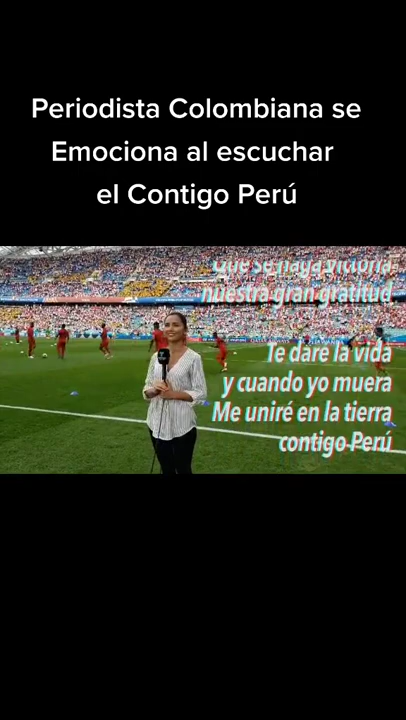 Periodista Colombiana se
Emociona al escuchar
el Contigo Perú
Que se haga victoria
nuestra gran gratitud
Te dare la vida
y cuando yo muera
Me uniré en la tierra
contigo Perú